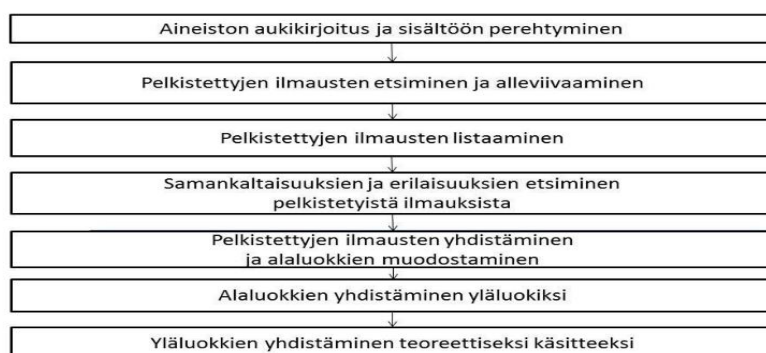 Aineiston aukikirjoitus ja sisältöön perehtyminen
Pelkistettyjen ilmausten etsiminen ja alleviivaaminen
Pelkistettyjen ilmausten listaaminen
Samankaltaisuuksien ja erilaisuuksien etsiminen
pelkistetyistä ilmauksista
Pelkistettyjen ilmausten yhdistäminen
ja alaluokkien muodostaminen
Alaluokkien yhdistäminen yläluokiksi
Yläluokkien yhdistäminen teoreettiseksi käsitteeksi